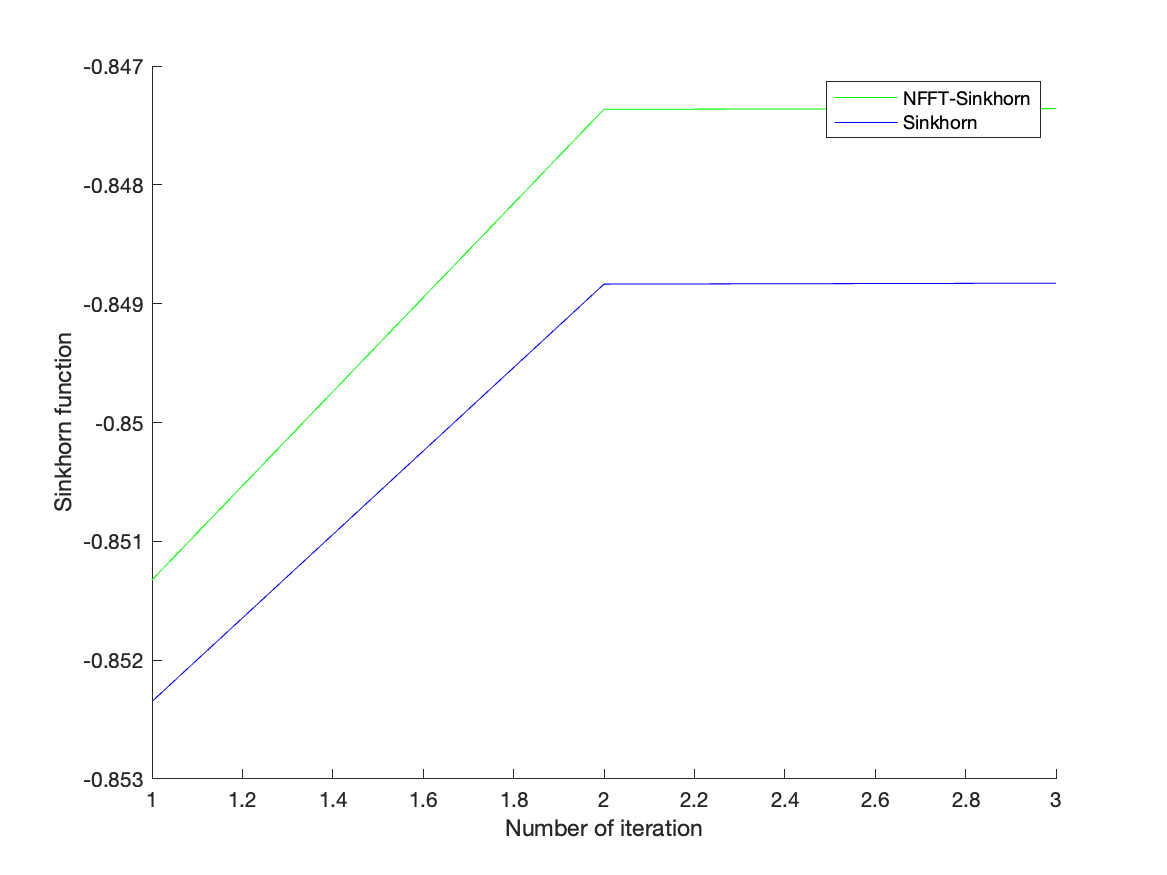 -0.847
-0.848
-0.849
-0.85
-0.851
-0.852
-0.853
Sinkhorn function
NFFT-Sinkhorn
Sinkhorn
1 1.2 1.4 1.6 1.8 2 2.2 2.4 2.6 2.8 3
Number of iteration